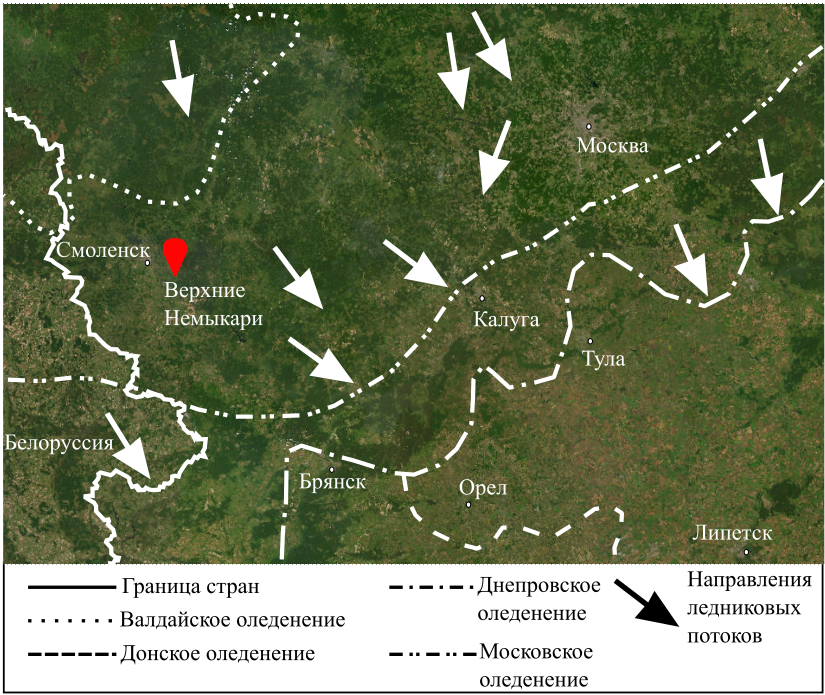 Москва
Смоленск
Верхние
Немыкари
Калуга
Тула
Белоруссия
Брянск
Орел
Липетск
Граница стран
Валдайское оледенение
Донское оледенение
Днепровское
оледенение
Московское
оледенение
Направления
ледниковых
потоков